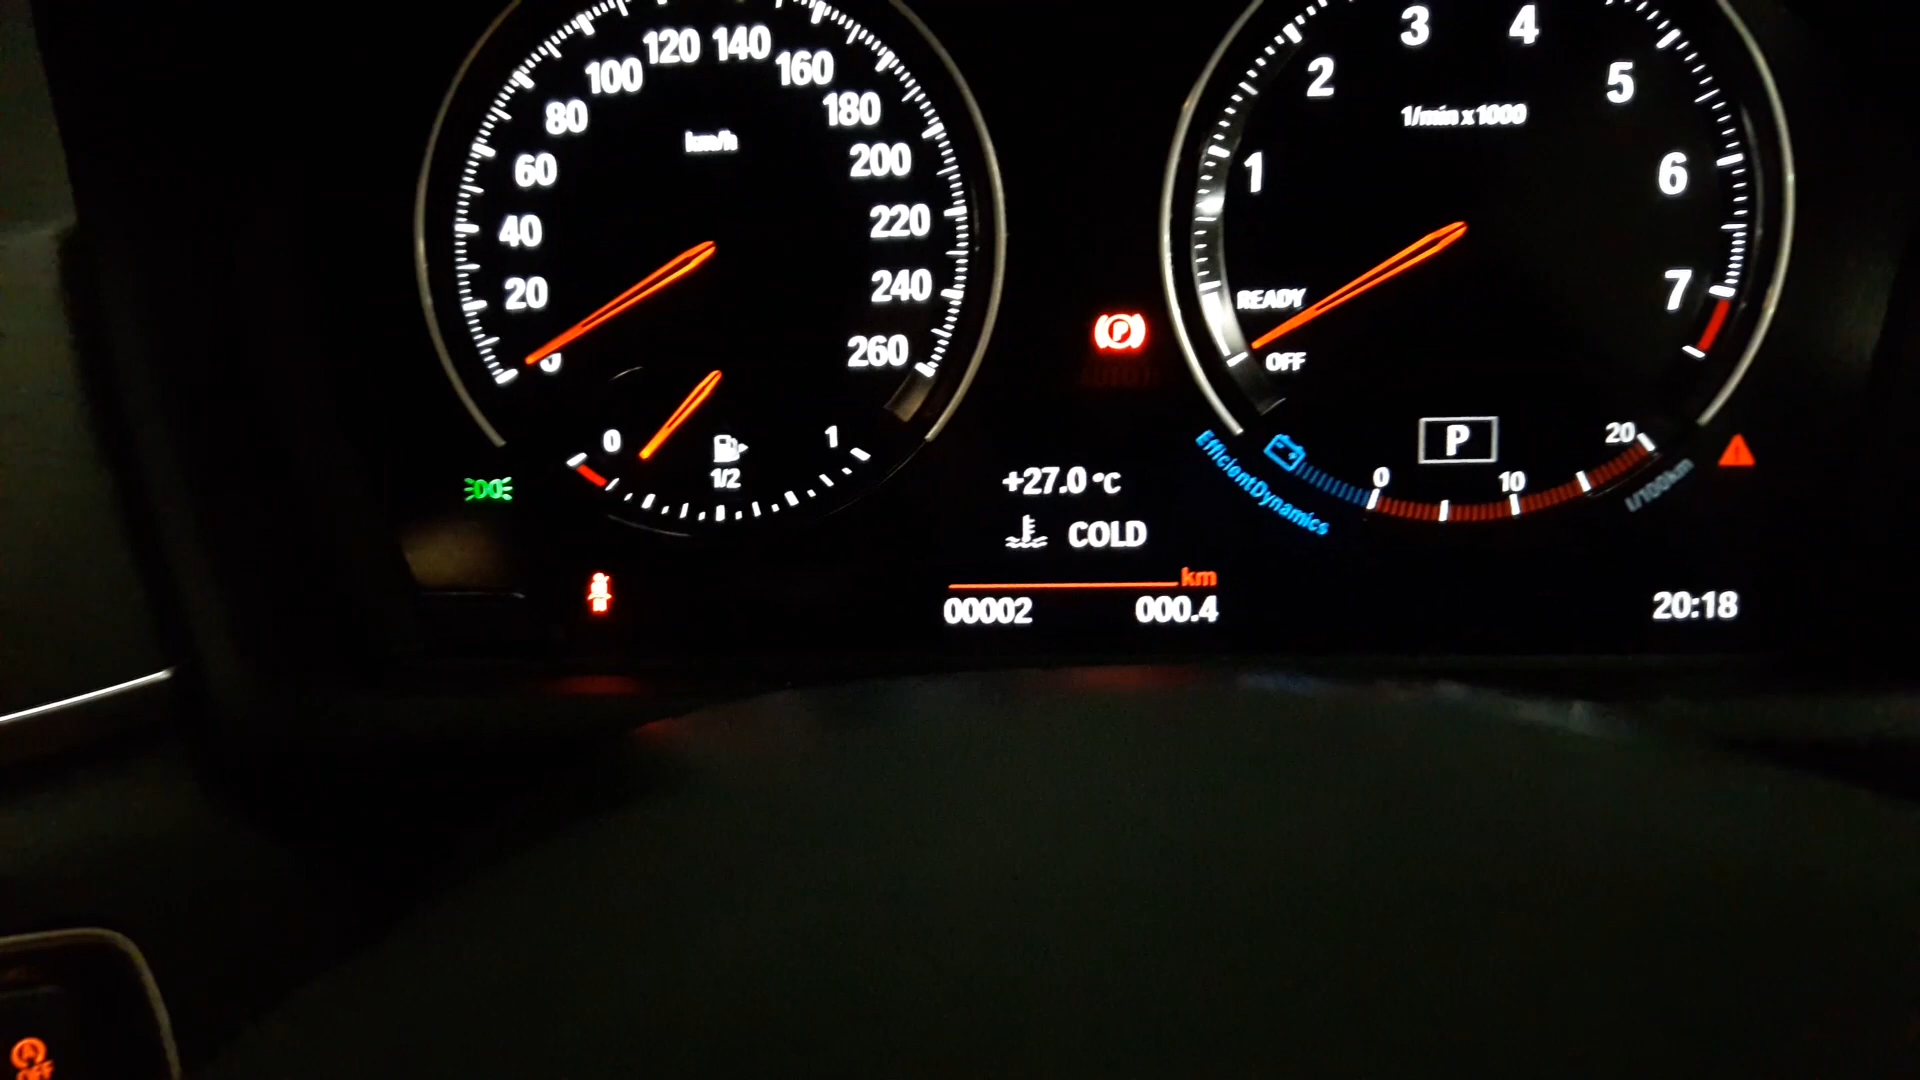 120 140
100 160
80 180
60 200
40 220
20 240
0 260
km/h
0 1
1/2
3 4
2 5
1/min x 1000
1 6
READY 7
OFF
P
+27.0 °C
COLD
km
00002 000.4
EfficientDynamics
0 10 20
l/100km
20:18
A
OFF